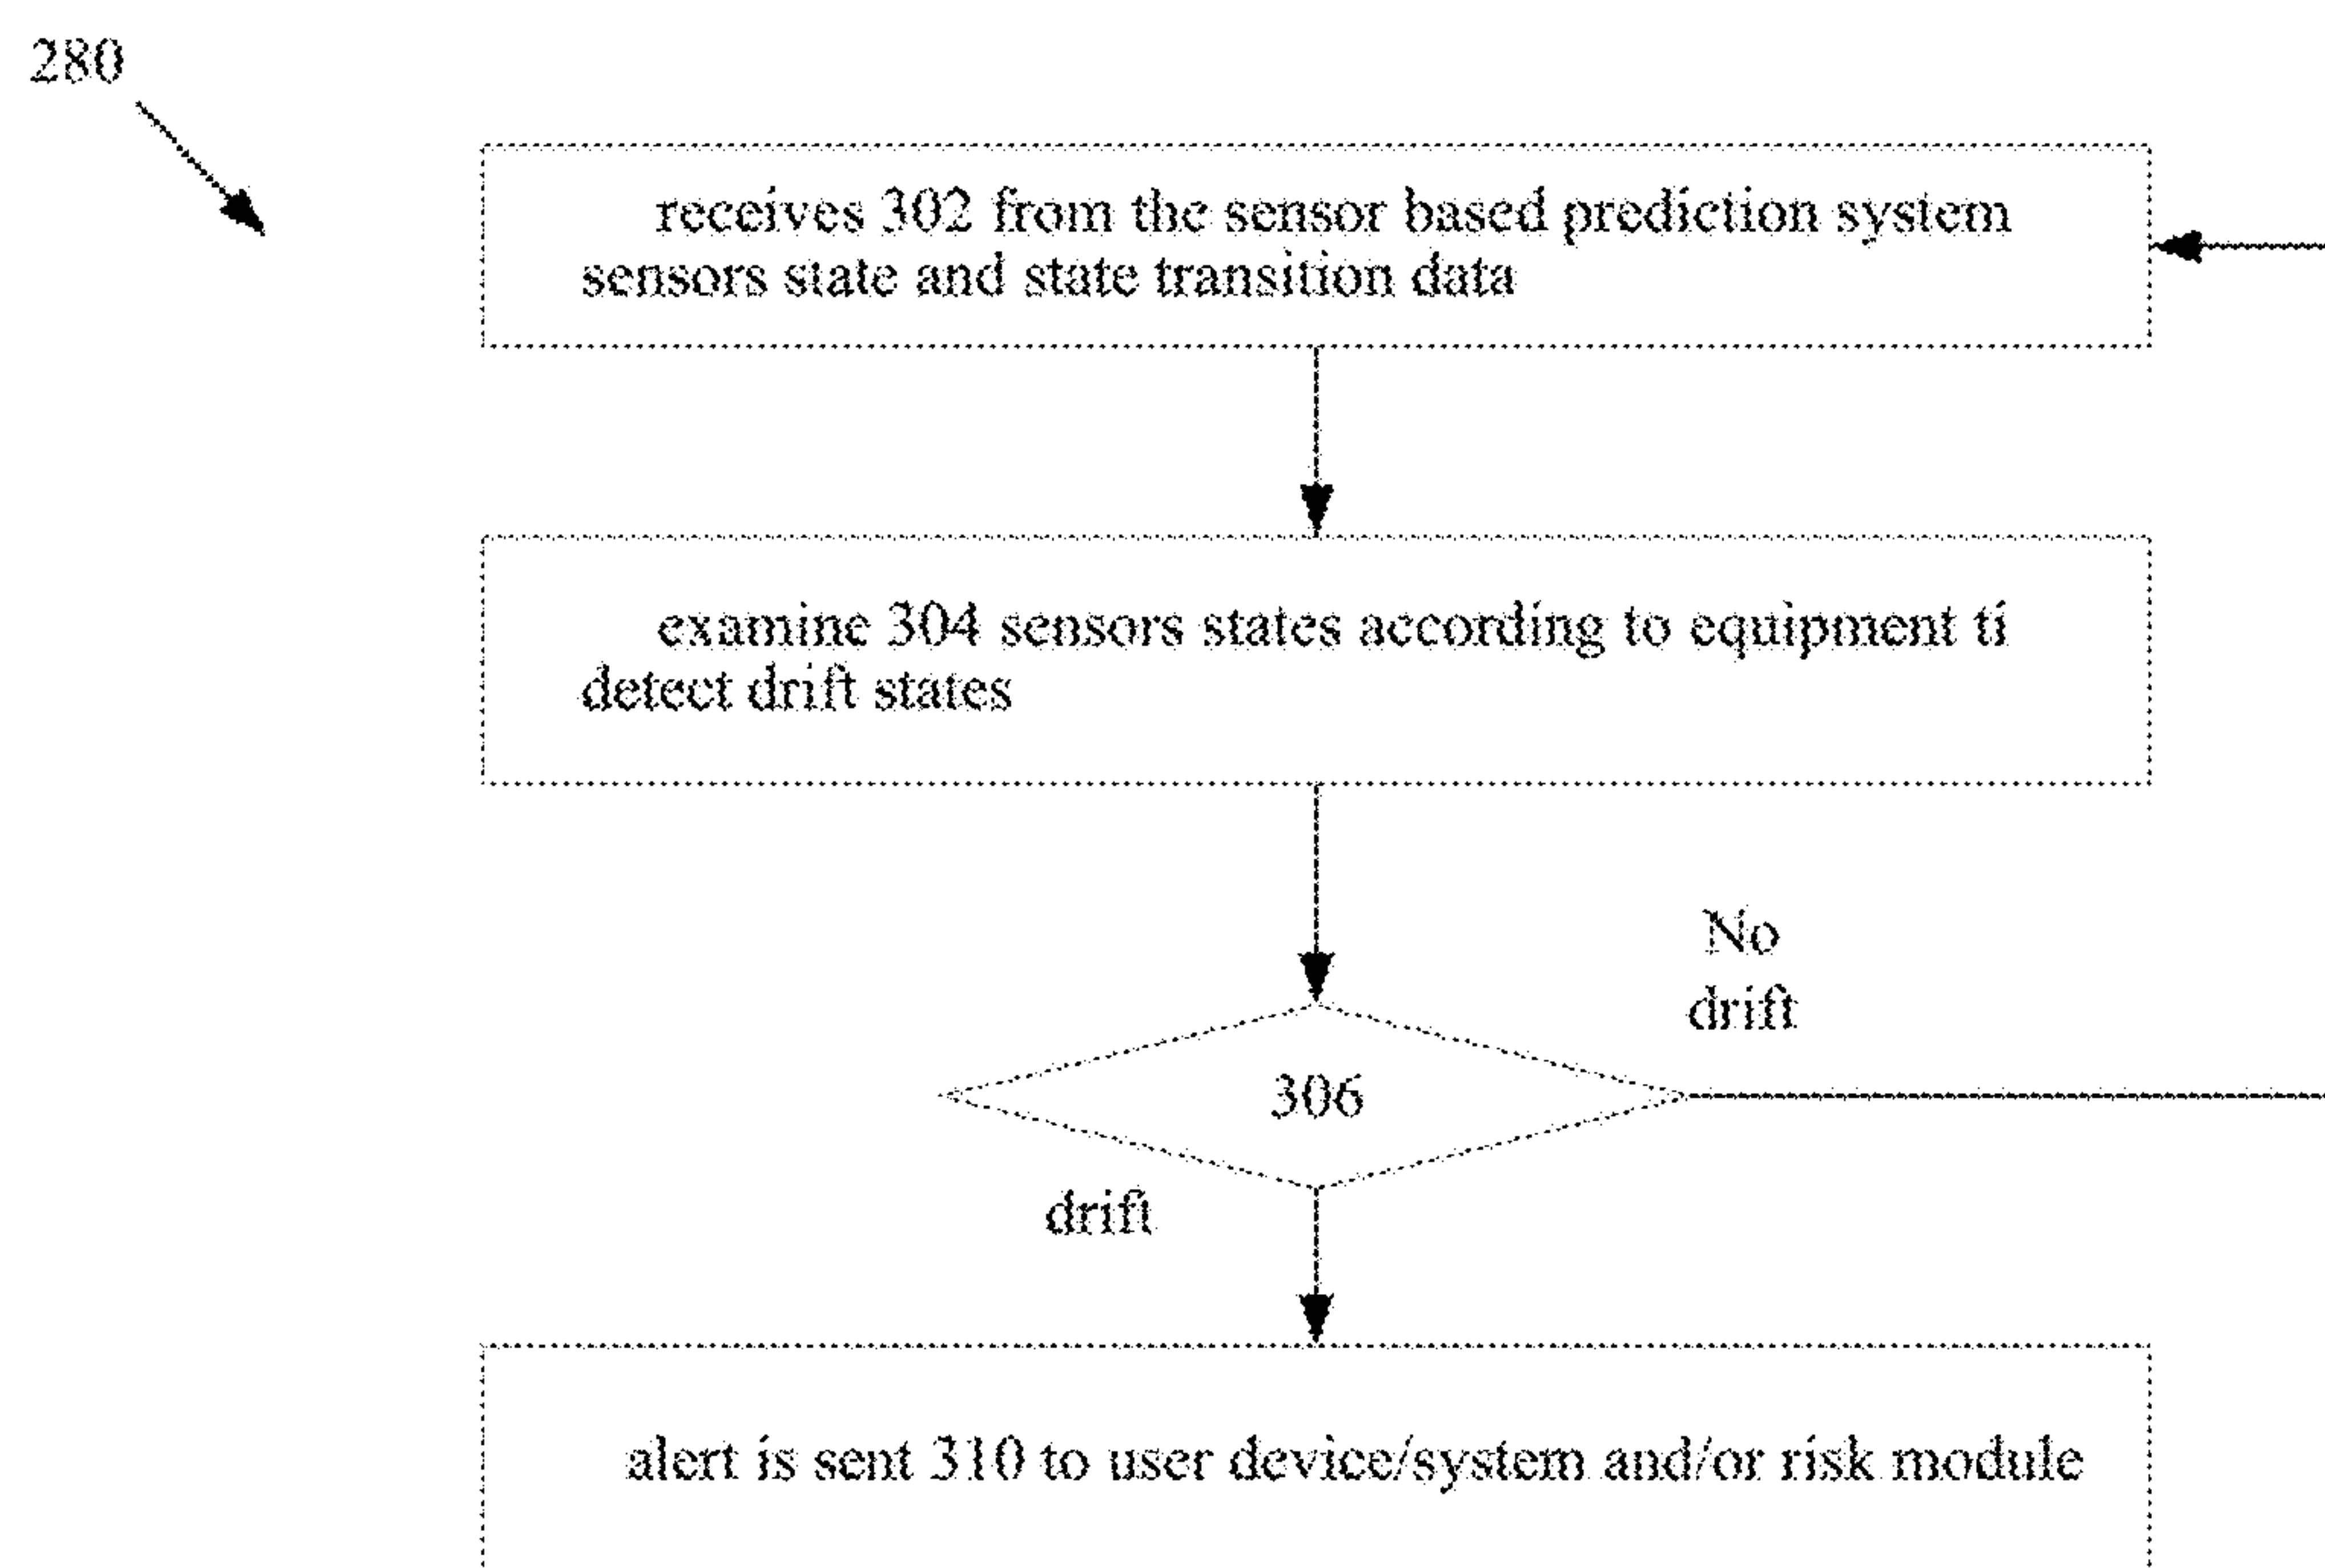 280
receives 302 from the sensor based prediction system
sensors state and state transition data
examine 304 sensors states according to equipment ti
detect drift states
No
drift
306
drift
alert is sent 310 to user device/system and/or risk module